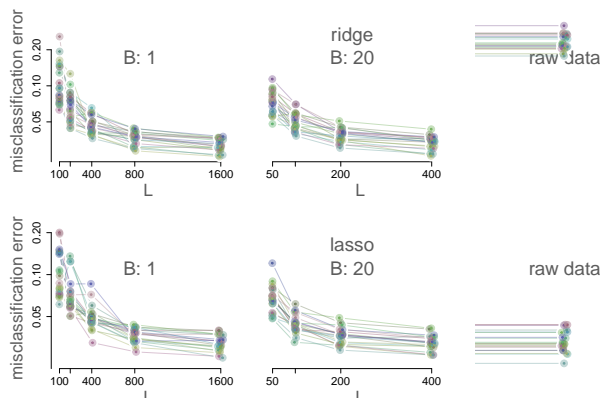 ridge
B: 1
B: 20
raw data
misclassification error
0.20
0.10
0.05
100 400 800 1600
50 200 400
L
L
lasso
B: 1
B: 20
raw data
misclassification error
0.20
0.10
0.05
100 400 800 1600
50 200 400
L
L